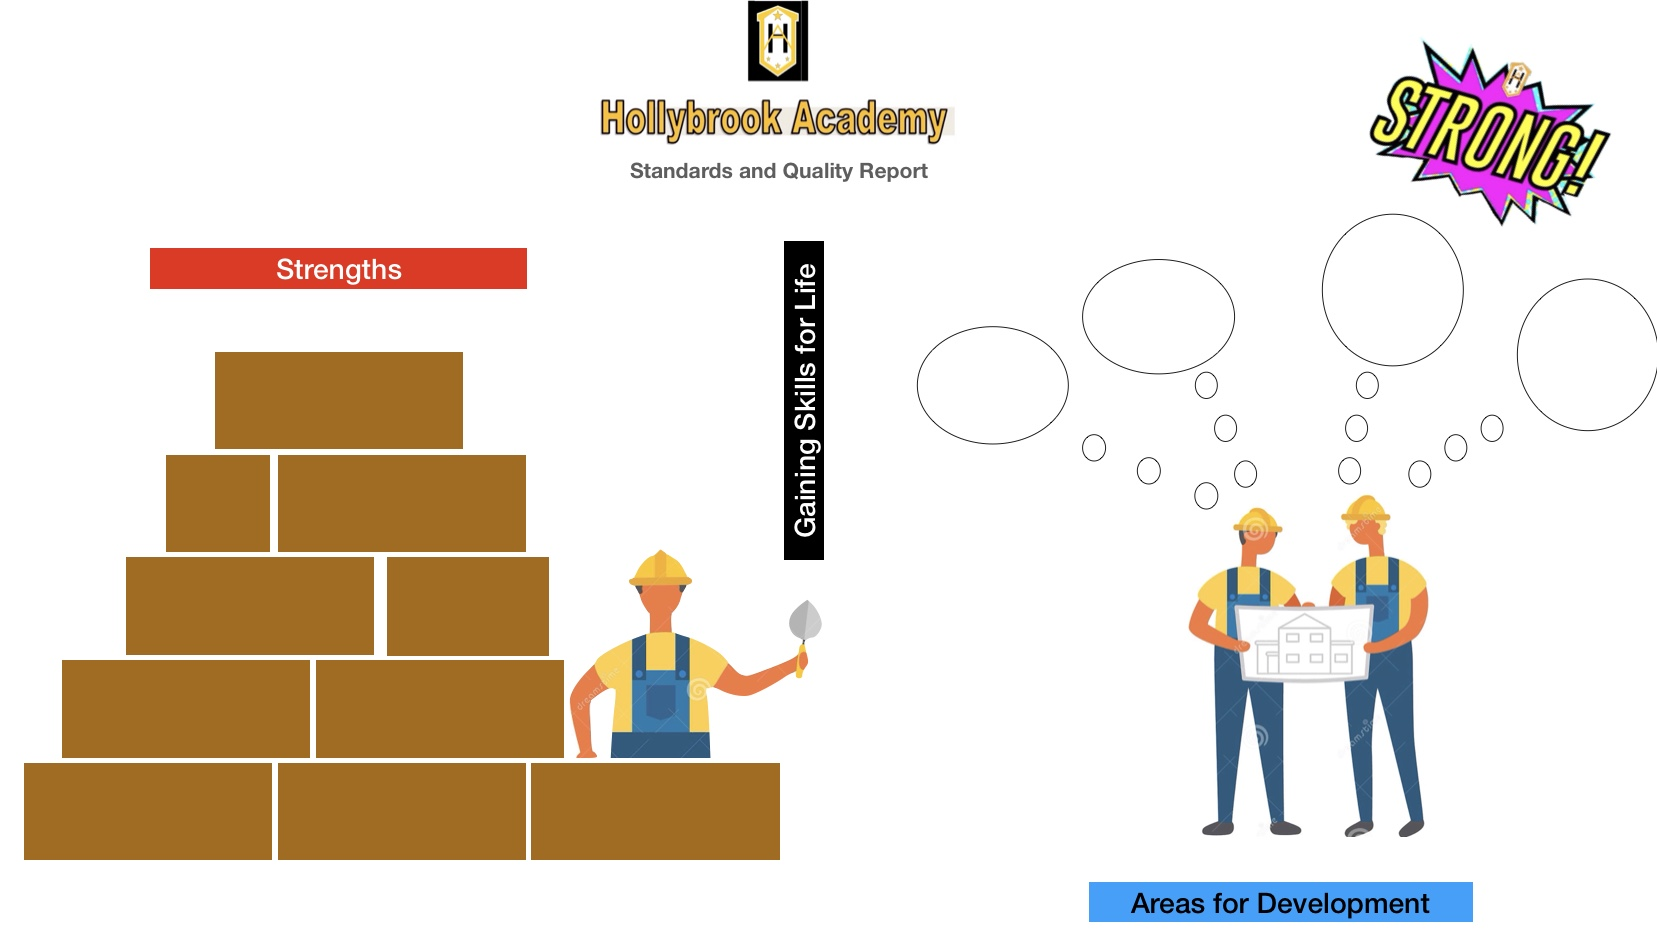 H
Hollybrook Academy
Standards and Quality Report
H
STRONG!
Strengths
Gaining Skills for Life
Areas for Development